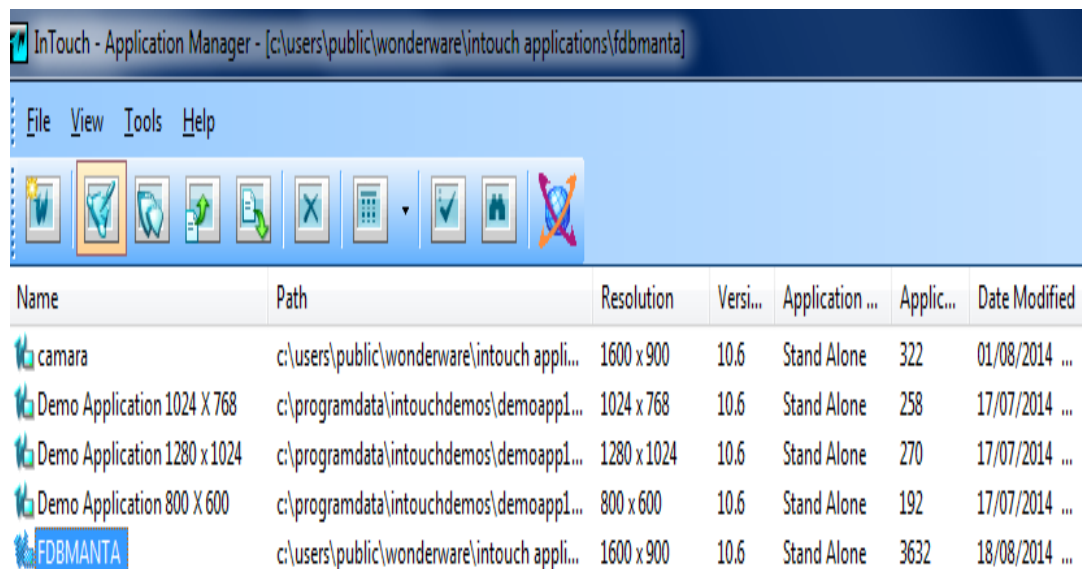 InTouch - Application Manager - [c:\users\public\wonderware\intouch applications\fdbmanta]
File View Tools Help
Name Path Resolution Versi... Application ... Applic... Date Modified
camara c:\users\public\wonderware\intouch appli... 1600 x 900 10.6 Stand Alone 322 01/08/2014 ...
Demo Application 1024 X 768 c:\programdata\intouchdemos\demoapp1... 1024 x 768 10.6 Stand Alone 258 17/07/2014 ...
Demo Application 1280 x 1024 c:\programdata\intouchdemos\demoapp1... 1280 x 1024 10.6 Stand Alone 270 17/07/2014 ...
Demo Application 800 X 600 c:\programdata\intouchdemos\demoapp1... 800 x 600 10.6 Stand Alone 192 17/07/2014 ...
FDBMANTA c:\users\public\wonderware\intouch appli... 1600 x 900 10.6 Stand Alone 3632 18/08/2014 ...